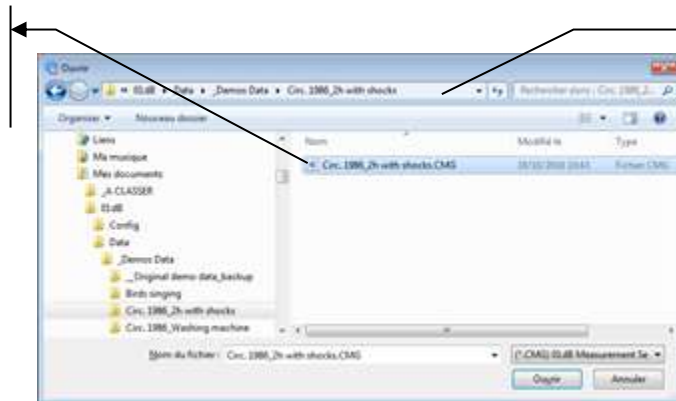 Ouvrir
« 01dB ▸ Data ▸ _Demos Data ▸ Circ. 1986_2h with shocks
Rechercher dans : Circ. 1986_2...
Organiser
Nouveau dossier
Liens
Ma musique
Mes documents
_A CLASSER
01dB
Config
Data
_Demos Data
__Original demo data_backup
Birds singing
Circ. 1986_2h with shocks
Circ. 1986_Washing machine
Nom
Modifié le
Type
Circ. 1986_2h with shocks.CMG
Fichier CMG
Nom du fichier : Circ. 1986_2h with shocks.CMG
(*.CMG) 01dB Measurement Se
Ouvrir
Annuler